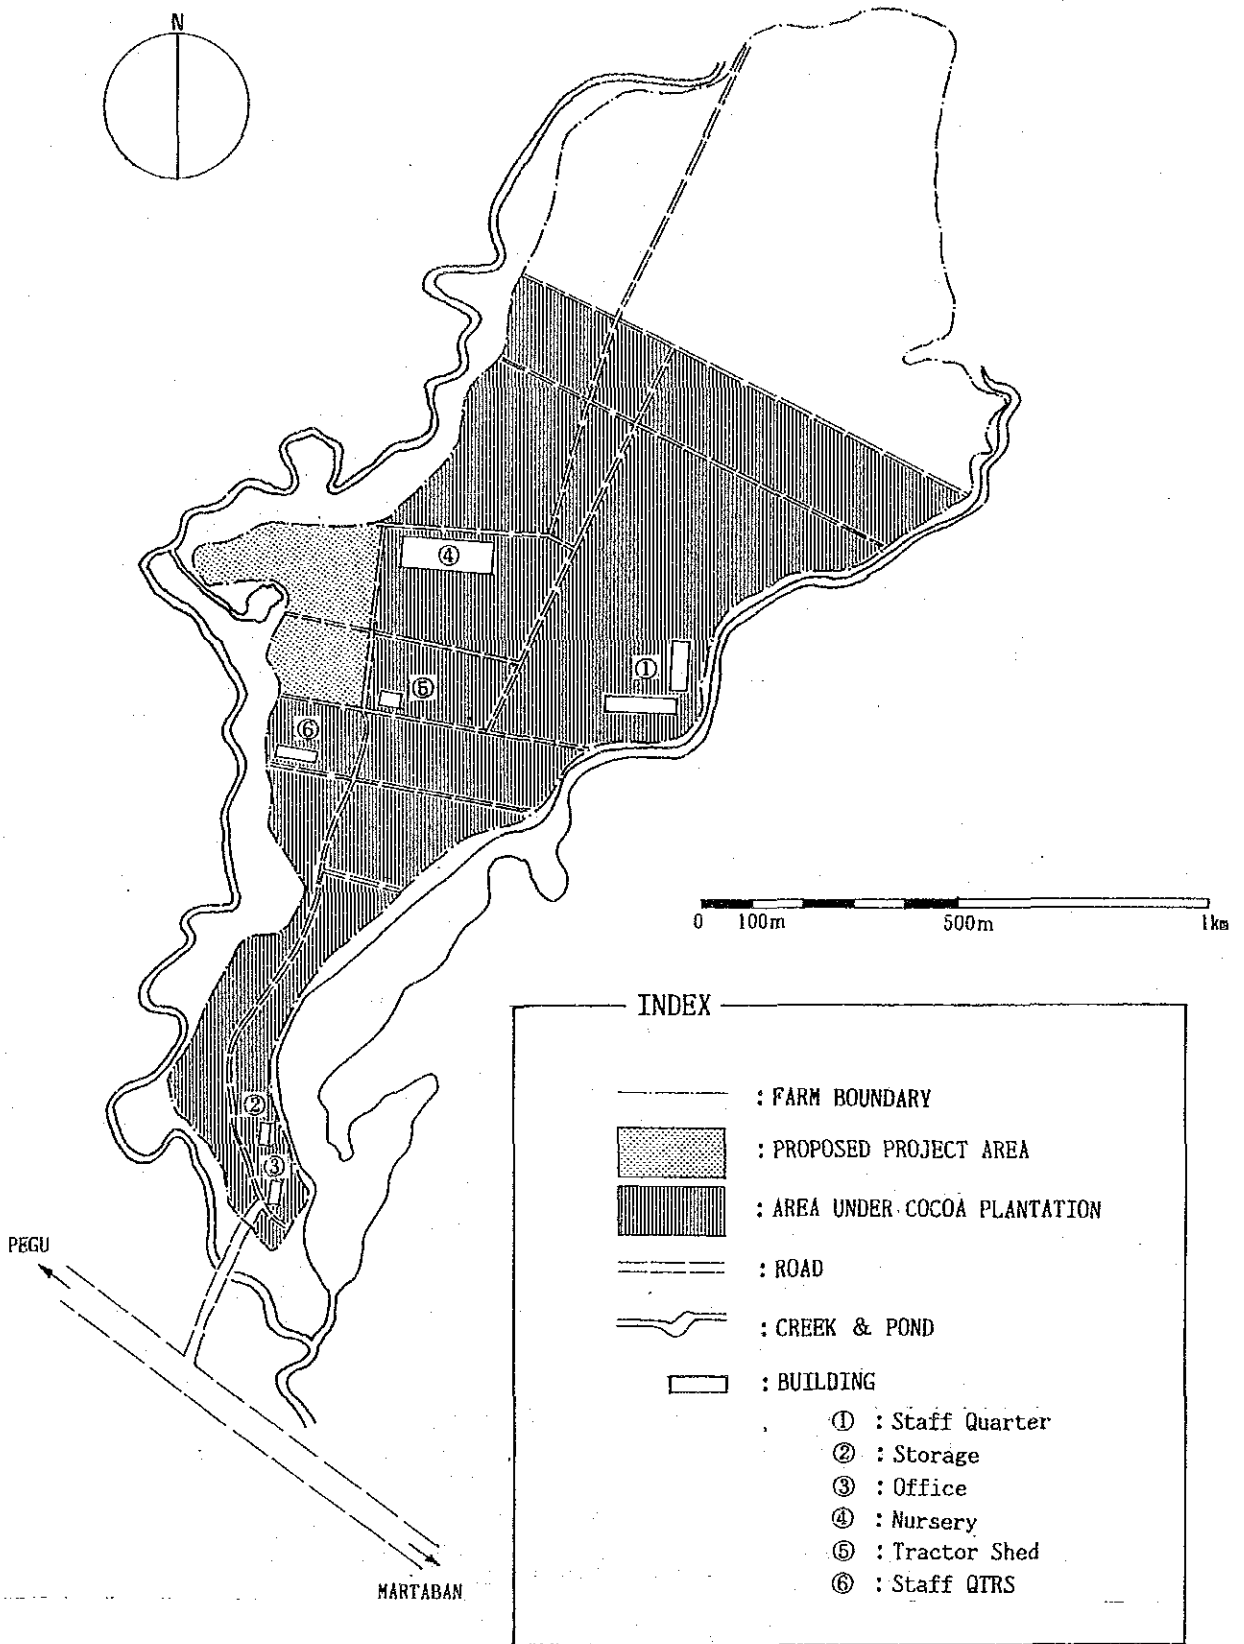 N
④
①
⑤
⑥
0 100m 500m 1km
②
③
PEGU
MARTABAN
INDEX
: FARM BOUNDARY
: PROPOSED PROJECT AREA
: AREA UNDER COCOA PLANTATION
: ROAD
: CREEK & POND
: BUILDING
① : Staff Quarter
② : Storage
③ : Office
④ : Nursery
⑤ : Tractor Shed
⑥ : Staff QTRS